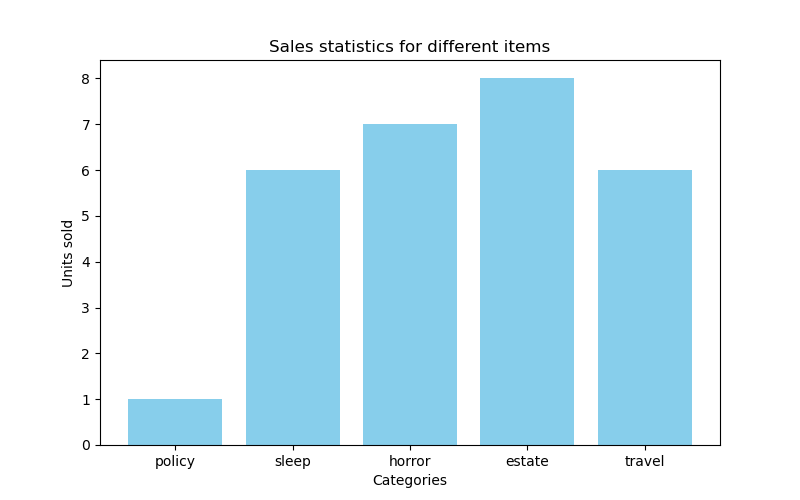 Sales statistics for different items
Units sold
8
7
6
5
4
3
2
1
0
policy sleep horror estate travel
Categories